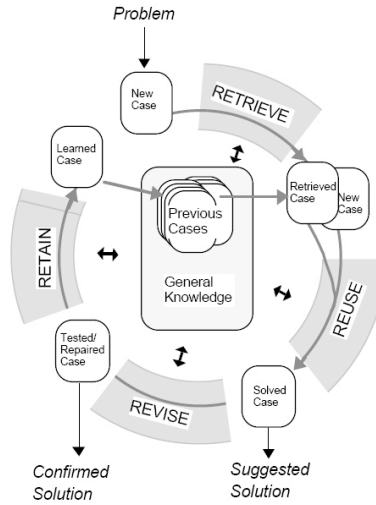 Problem
New
Case
RETRIEVE
Learned
Case
Retrieved
Case
New
Case
Previous
Cases
General
Knowledge
RETAIN
REUSE
Tested/
Repaired
Case
REVISE
Solved
Case
Confirmed
Solution
Suggested
Solution